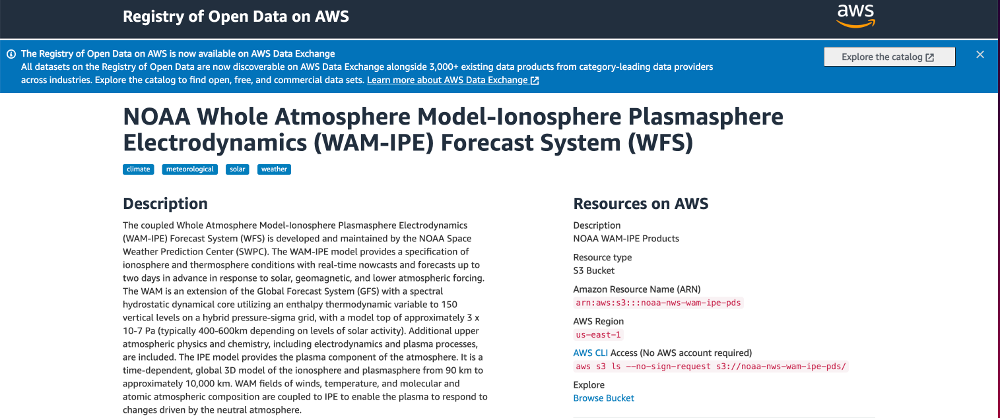 Registry of Open Data on AWS
aws
The Registry of Open Data on AWS is now available on AWS Data Exchange
All datasets on the Registry of Open Data are now discoverable on AWS Data Exchange alongside 3,000+ existing data products from category-leading data providers
across industries. Explore the catalog to find open, free, and commercial data sets. Learn more about AWS Data Exchange
Explore the catalog
NOAA Whole Atmosphere Model-Ionosphere Plasmasphere
Electrodynamics (WAM-IPE) Forecast System (WFS)
climate meteorological solar weather
Description
The coupled Whole Atmosphere Model-Ionosphere Plasmasphere Electrodynamics
(WAM-IPE) Forecast System (WFS) is developed and maintained by the NOAA Space
Weather Prediction Center (SWPC). The WAM-IPE model provides a specification of
ionosphere and thermosphere conditions with real-time nowcasts and forecasts up to
two days in advance in response to solar, geomagnetic, and lower atmospheric forcing.
The WAM is an extension of the Global Forecast System (GFS) with a spectral
hydrostatic dynamical core utilizing an enthalpy thermodynamic variable to 150
vertical levels on a hybrid pressure-sigma grid, with a model top of approximately 3 x
10-7 Pa (typically 400-600km depending on levels of solar activity). Additional upper
atmospheric physics and chemistry, including electrodynamics and plasma processes,
are included. The IPE model provides the plasma component of the atmosphere. It is a
time-dependent, global 3D model of the ionosphere and plasmasphere from 90 km to
approximately 10,000 km. WAM fields of winds, temperature, and molecular and
atomic atmospheric composition are coupled to IPE to enable the plasma to respond to
changes driven by the neutral atmosphere.
Resources on AWS
Description
NOAA WAM-IPE Products
Resource type
S3 Bucket
Amazon Resource Name (ARN)
arn:aws:s3:::noaa-nws-wam-ipe-pds
AWS Region
us-east-1
AWS CLI Access (No AWS account required)
aws s3 ls --no-sign-request s3://noaa-nws-wam-ipe-pds/
Explore
Browse Bucket